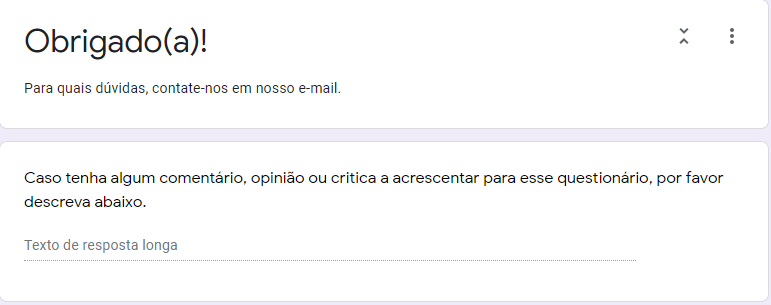 Obrigado(a)!
Para quais dúvidas, contate-nos em nosso e-mail.
Caso tenha algum comentário, opinião ou critica a acrescentar para esse questionário, por favor
descreva abaixo.
Texto de resposta longa